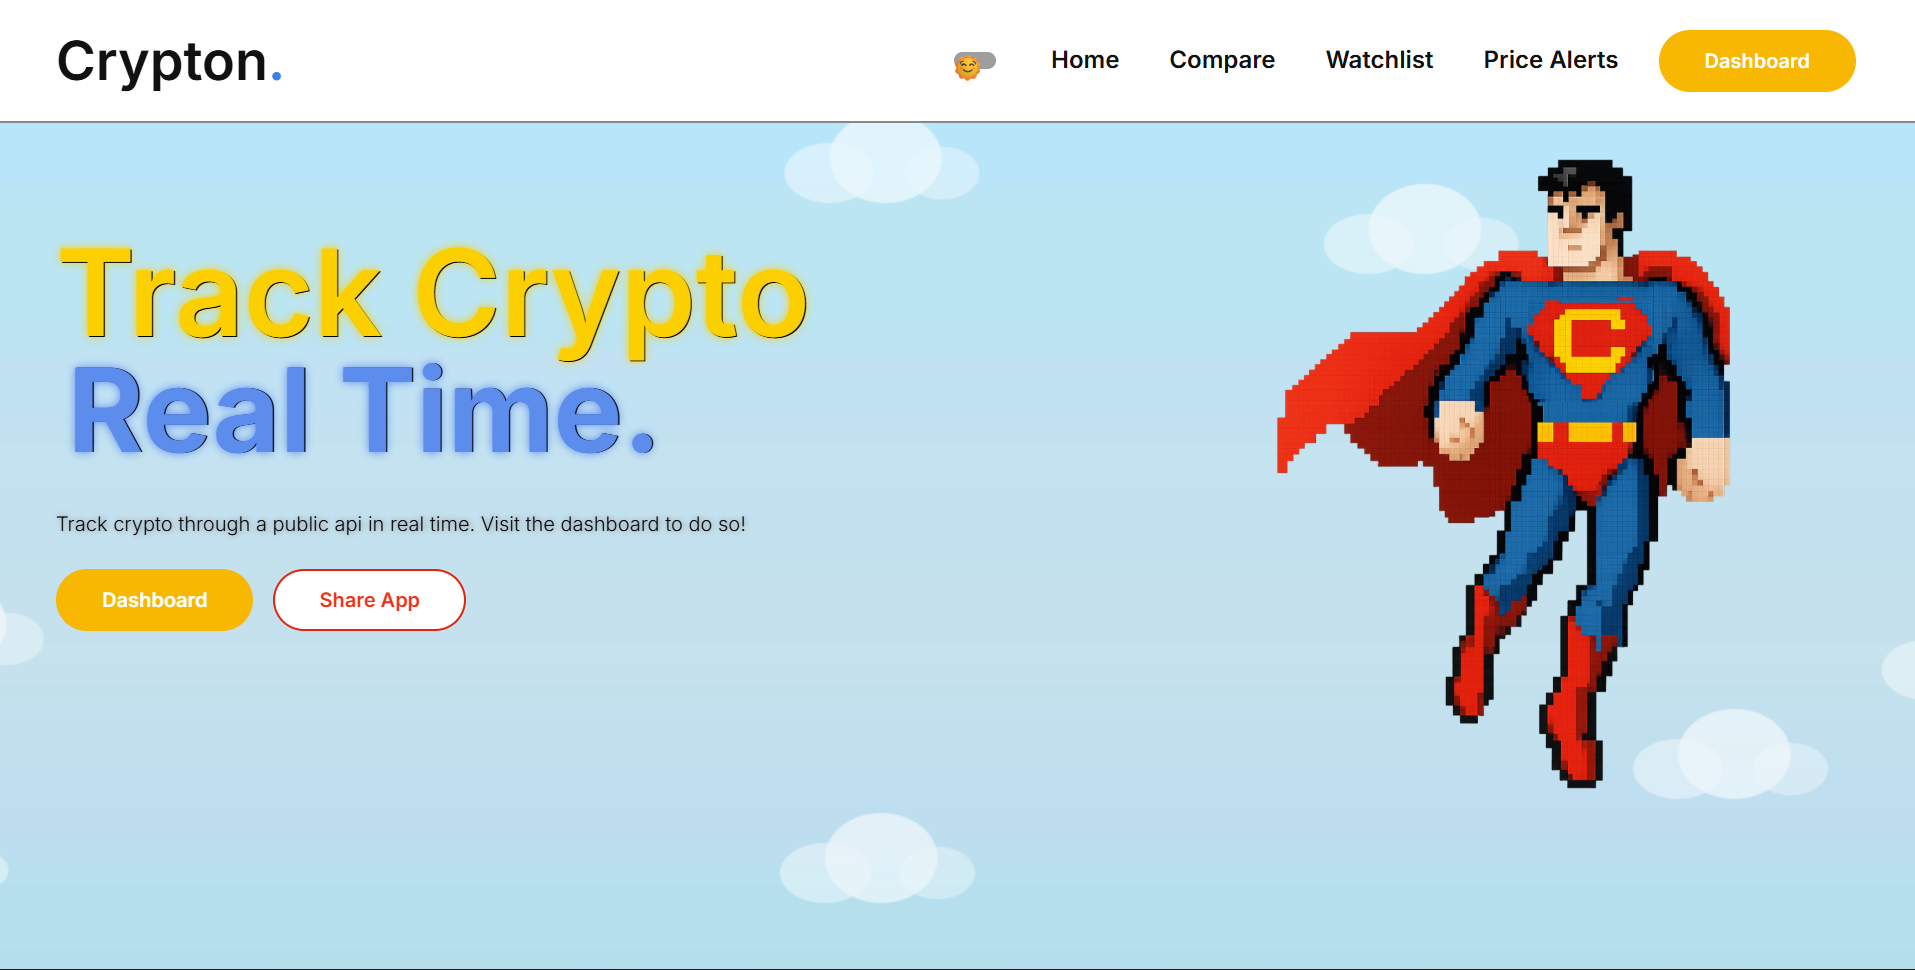 Crypton.
Home
Compare
Watchlist
Price Alerts
Dashboard
Track Crypto
Real Time.
C
Track crypto through a public api in real time. Visit the dashboard to do so!
Dashboard
Share App